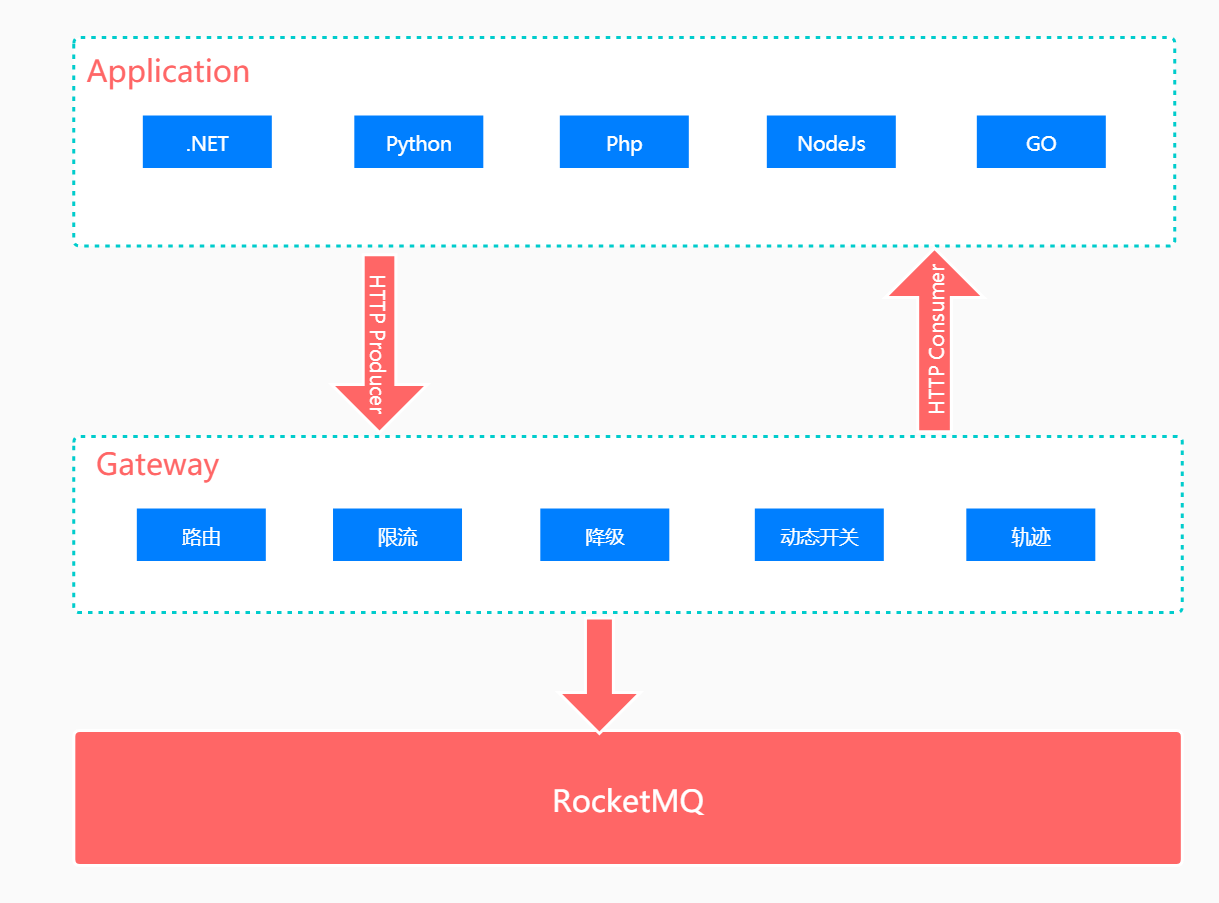 Application
.NET
Python
Php
NodeJs
GO
HTTP Producer
HTTP Consumer
Gateway
路由
限流
降级
动态开关
轨迹
RocketMQ